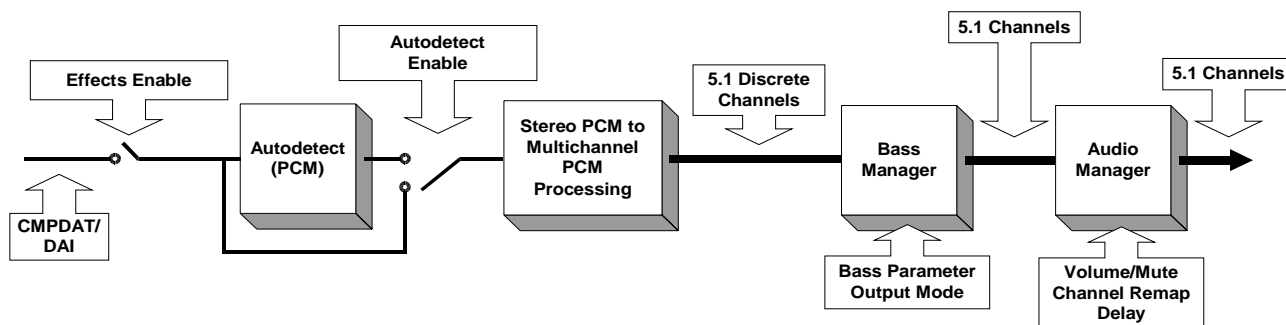 Effects Enable
Autodetect
Enable
5.1 Discrete
Channels
5.1 Channels
5.1 Channels
Autodetect
(PCM)
Stereo PCM to
Multichannel
PCM
Processing
Bass
Manager
Audio
Manager
CMPDAT/
DAI
Bass Parameter
Output Mode
Volume/Mute
Channel Remap
Delay